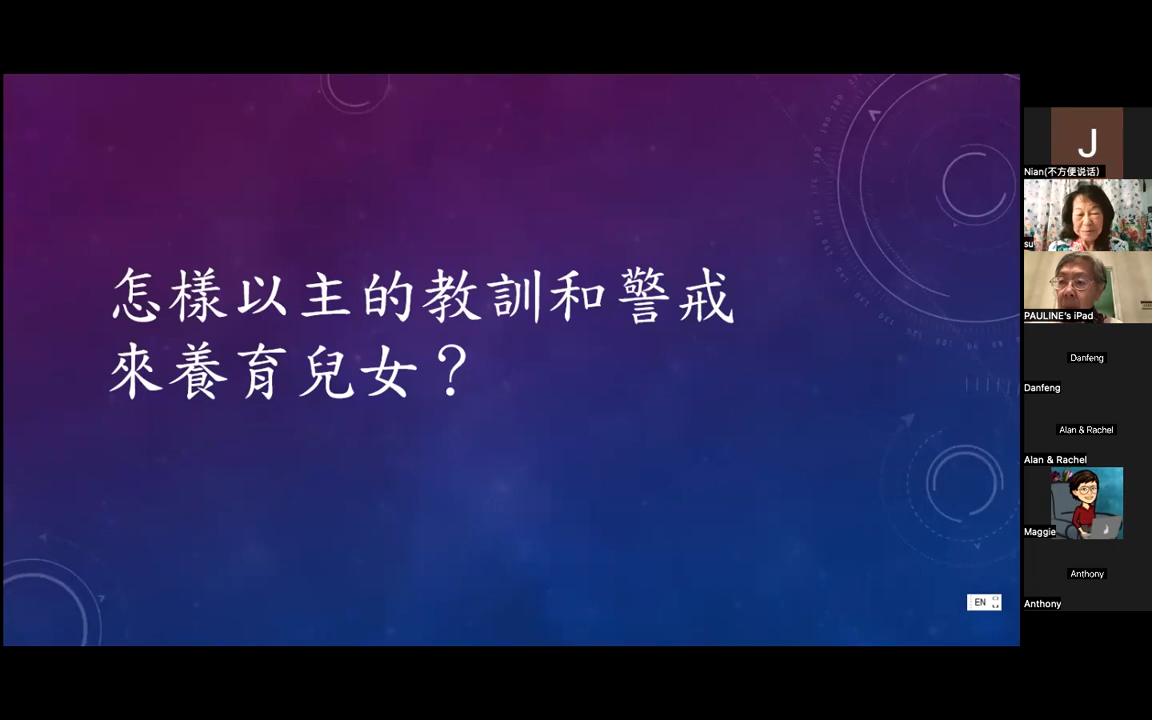 怎樣以主的教訓和警戒
來養育兒女？
EN
J
Nian(不方便说话)
su
PAULINE's iPad
Danfeng
Danfeng
Alan & Rachel
Alan & Rachel
Maggie
Anthony
Anthony